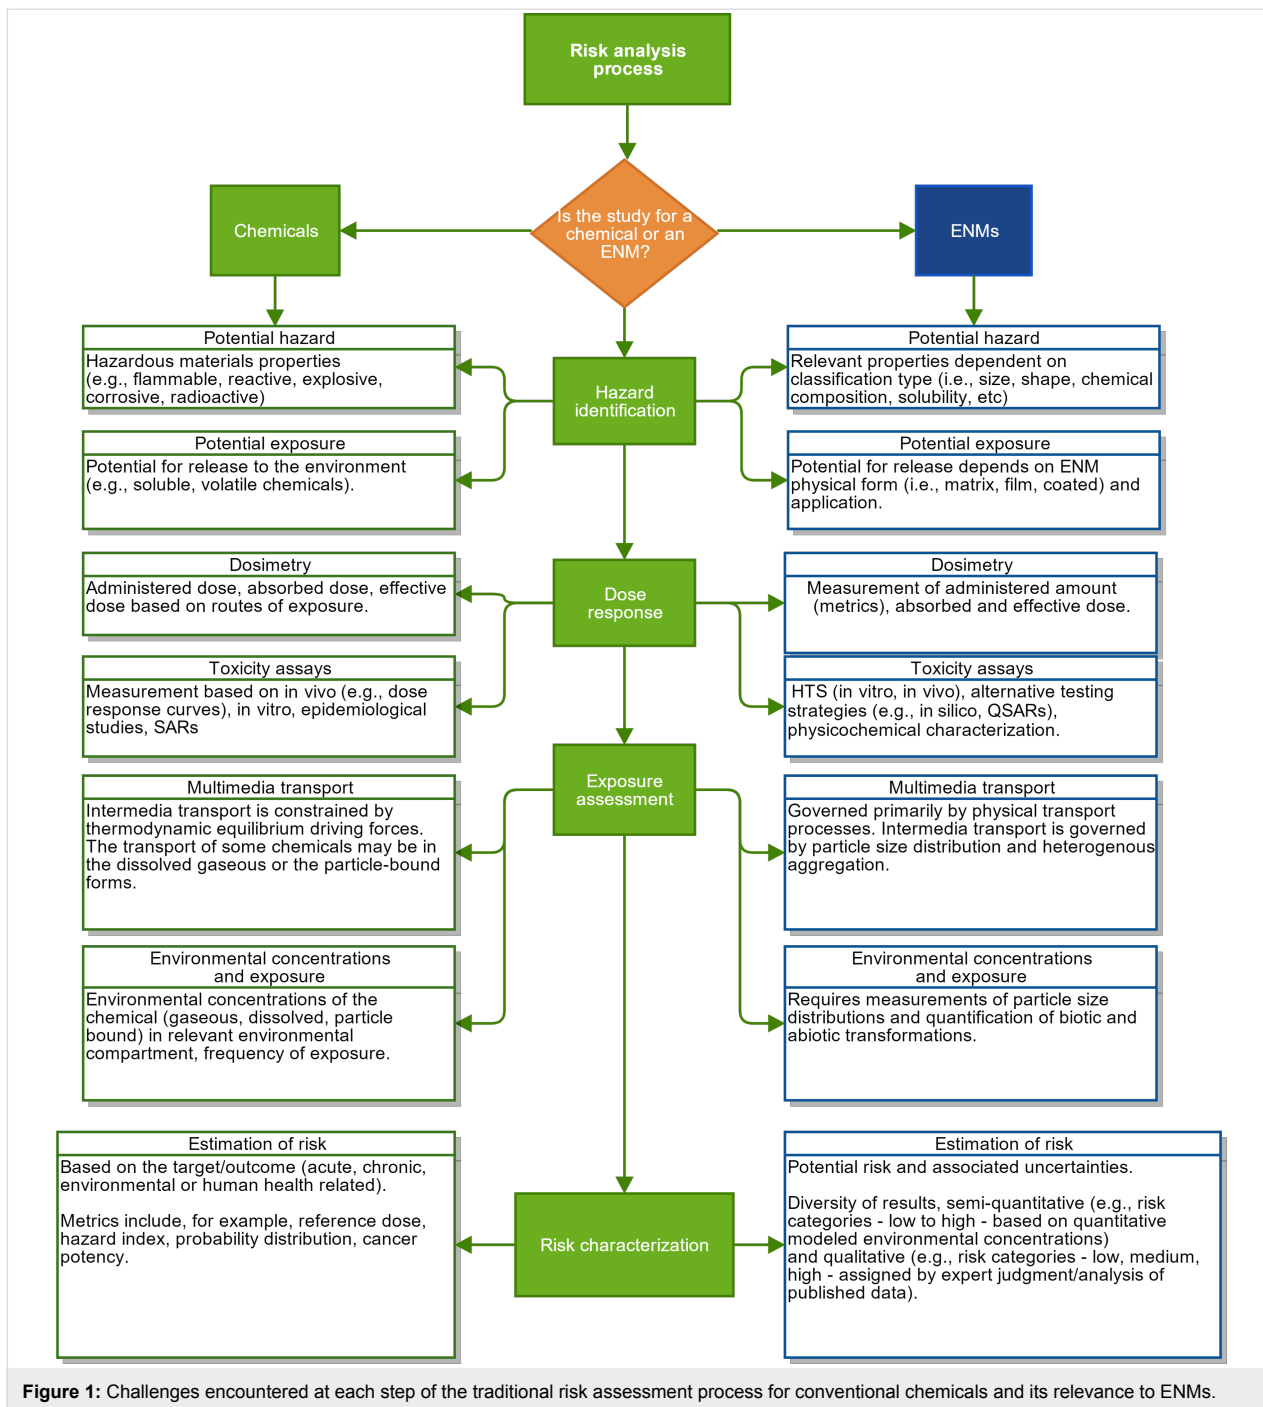 Risk analysis
process
Is the study for a
chemical or an
ENM?
Chemicals
ENMs
Potential hazard
Hazardous materials properties
(e.g., flammable, reactive, explosive,
corrosive, radioactive)
Hazard
identification
Potential hazard
Relevant properties dependent on
classification type (i.e., size, shape, chemical
composition, solubility, etc)
Potential exposure
Potential for release to the environment
(e.g., soluble, volatile chemicals).
Potential exposure
Potential for release depends on ENM
physical form (i.e., matrix, film, coated) and
application.
Dosimetry
Administered dose, absorbed dose, effective
dose based on routes of exposure.
Dose
response
Dosimetry
Measurement of administered amount
(metrics), absorbed and effective dose.
Toxicity assays
Measurement based on in vivo (e.g., dose
response curves), in vitro, epidemiological
studies, SARs
Toxicity assays
HTS (in vitro, in vivo), alternative testing
strategies (e.g., in silico, QSARs),
physicochemical characterization.
Exposure
assessment
Multimedia transport
Intermedia transport is constrained by
thermodynamic equilibrium driving forces.
The transport of some chemicals may be in
the dissolved gaseous or the particle-bound
forms.
Multimedia transport
Governed primarily by physical transport
processes. Intermedia transport is governed
by particle size distribution and heterogenous
aggregation.
Environmental concentrations
and exposure
Environmental concentrations of the
chemical (gaseous, dissolved, particle
bound) in relevant environmental
compartment, frequency of exposure.
Environmental concentrations
and exposure
Requires measurements of particle size
distributions and quantification of biotic and
abiotic transformations.
Estimation of risk
Based on the target/outcome (acute, chronic,
environmental or human health related).
Metrics include, for example, reference dose,
hazard index, probability distribution, cancer
potency.
Risk characterization
Estimation of risk
Potential risk and associated uncertainties.
Diversity of results, semi-quantitative (e.g., risk
categories - low to high - based on quantitative
modeled environmental concentrations)
and qualitative (e.g., risk categories - low, medium,
high - assigned by expert judgment/analysis of
published data).
Figure 1: Challenges encountered at each step of the traditional risk assessment process for conventional chemicals and its relevance to ENMs.